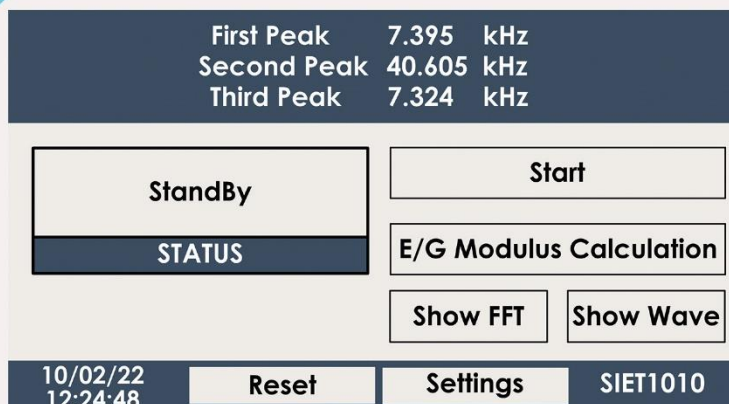 First Peak 7.395 kHz
Second Peak 40.605 kHz
Third Peak 7.324 kHz
StandBy
STATUS
Start
E/G Modulus Calculation
Show FFT
Show Wave
10/02/22
12:24:48
Reset
Settings
SIET1010